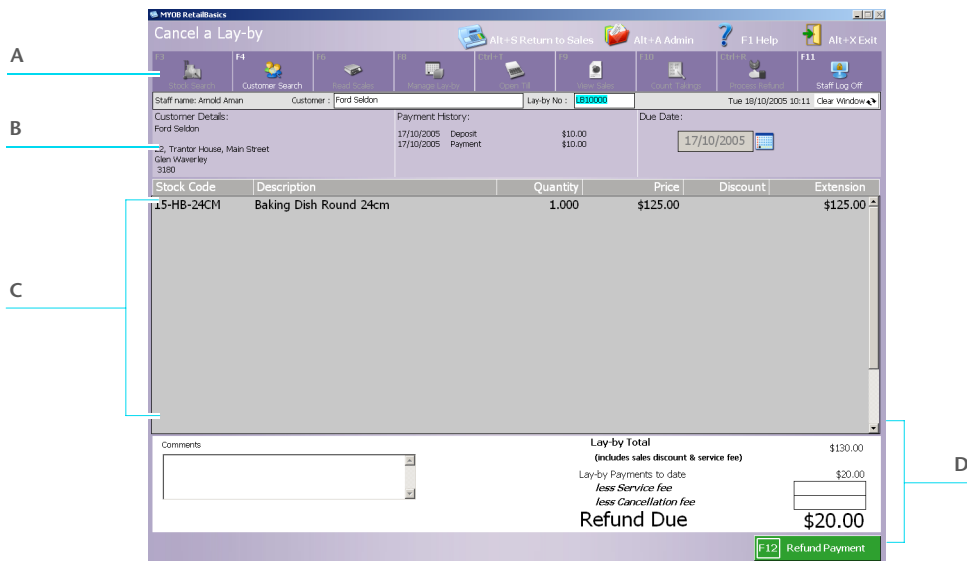 MYOB RetailBasics
Cancel a Lay-by
Alt+S Return to Sales
Alt+A Admin
F1 Help
Alt+X Exit
A
F3
F4
F6
F8
Ctrl+T
F9
F10
Ctrl+R
F11
Stock Search
Customer Search
Read Scales
Manage Lay-by
Open Till
View Sales
Count Takings
Process Refund
Staff Log Off
Staff name: Arnold Aman
Customer : Ford Seldon
Lay-by No : LB10000
Tue 18/10/2005 10:11
Clear Window
B
Customer Details:
Payment History:
Due Date:
Ford Seldon
17/10/2005 Deposit $10.00
17/10/2005 Payment $10.00
17/10/2005
22, Trantor House, Main Street
Glen Waverley
3180
Stock Code Description Quantity Price Discount Extension
15-HB-24CM Baking Dish Round 24cm 1.000 $125.00 $125.00
C
Comments
Lay-by Total $130.00
(includes sales discount & service fee)
Lay-by Payments to date $20.00
less Service fee
less Cancellation fee
Refund Due $20.00
D
F12 Refund Payment